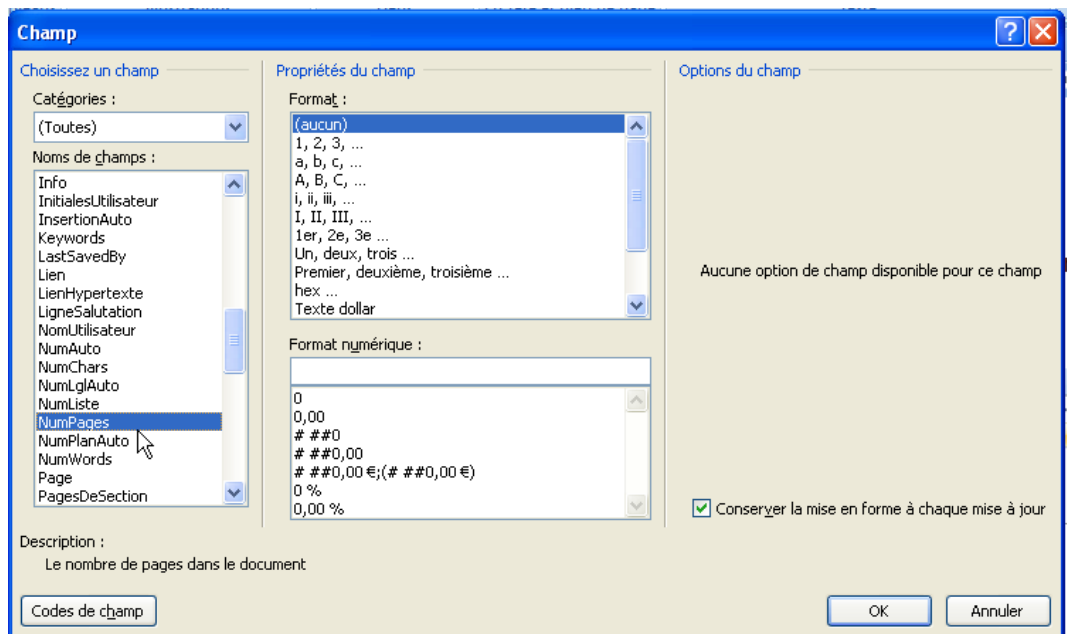 Champ
Choisissez un champ
Catégories :
(Toutes)
Noms de champs :
Info
InitialesUtilisateur
InsertionAuto
Keywords
LastSavedBy
Lien
LienHypertexte
LigneSalutation
NomUtilisateur
NumAuto
NumChars
NumLglAuto
NumListe
NumPages
NumPlanAuto
NumWords
Page
PagesDeSection
Propriétés du champ
Format :
(aucun)
1, 2, 3, ...
a, b, c, ...
A, B, C, ...
i, ii, iii, ...
I, II, III, ...
1er, 2e, 3e ...
Un, deux, trois ...
Premier, deuxième, troisième ...
hex ...
Texte dollar
Format numérique :
0
0,00
# ##0
# ##0,00
# ##0,00 €;(# ##0,00 €)
0 %
0,00 %
Options du champ
Aucune option de champ disponible pour ce champ
Conserver la mise en forme à chaque mise à jour
Description :
Le nombre de pages dans le document
Codes de champ
OK
Annuler